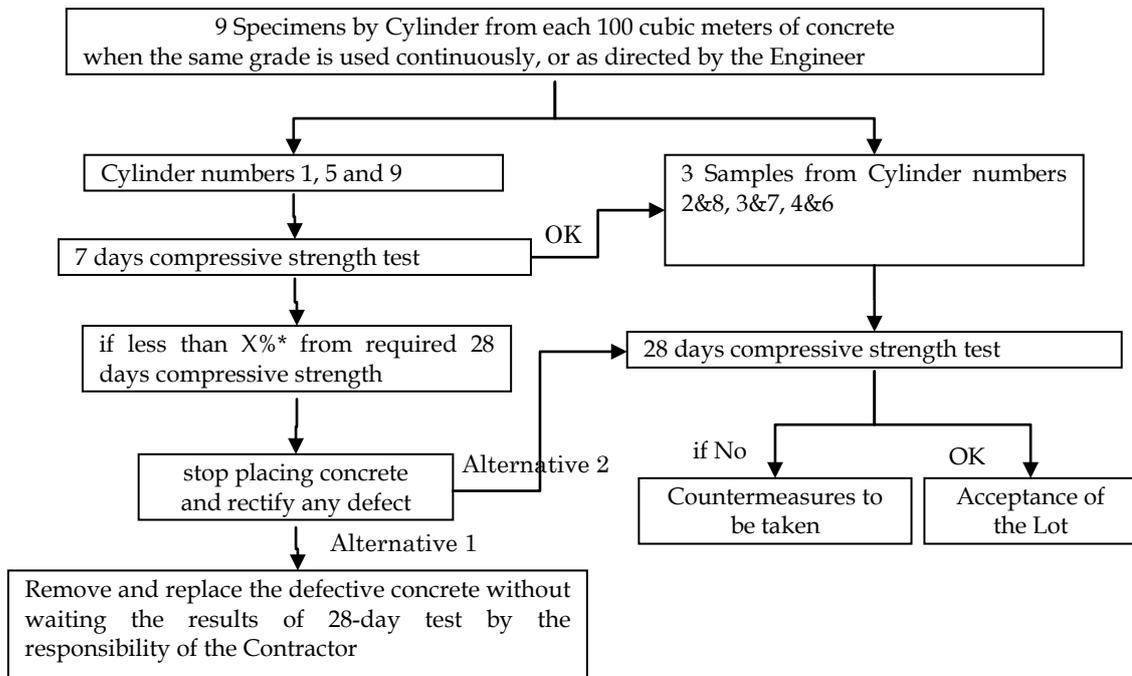 9 Specimens by Cylinder from each 100 cubic meters of concrete
when the same grade is used continuously, or as directed by the Engineer
Cylinder numbers 1, 5 and 9
3 Samples from Cylinder numbers
2&8, 3&7, 4&6
7 days compressive strength test
OK
if less than X%* from required 28
days compressive strength
28 days compressive strength test
stop placing concrete
and rectify any defect
Alternative 2
if No
OK
Countermeasures to
be taken
Acceptance of
the Lot
Alternative 1
Remove and replace the defective concrete without
waiting the results of 28-day test by the
responsibility of the Contractor